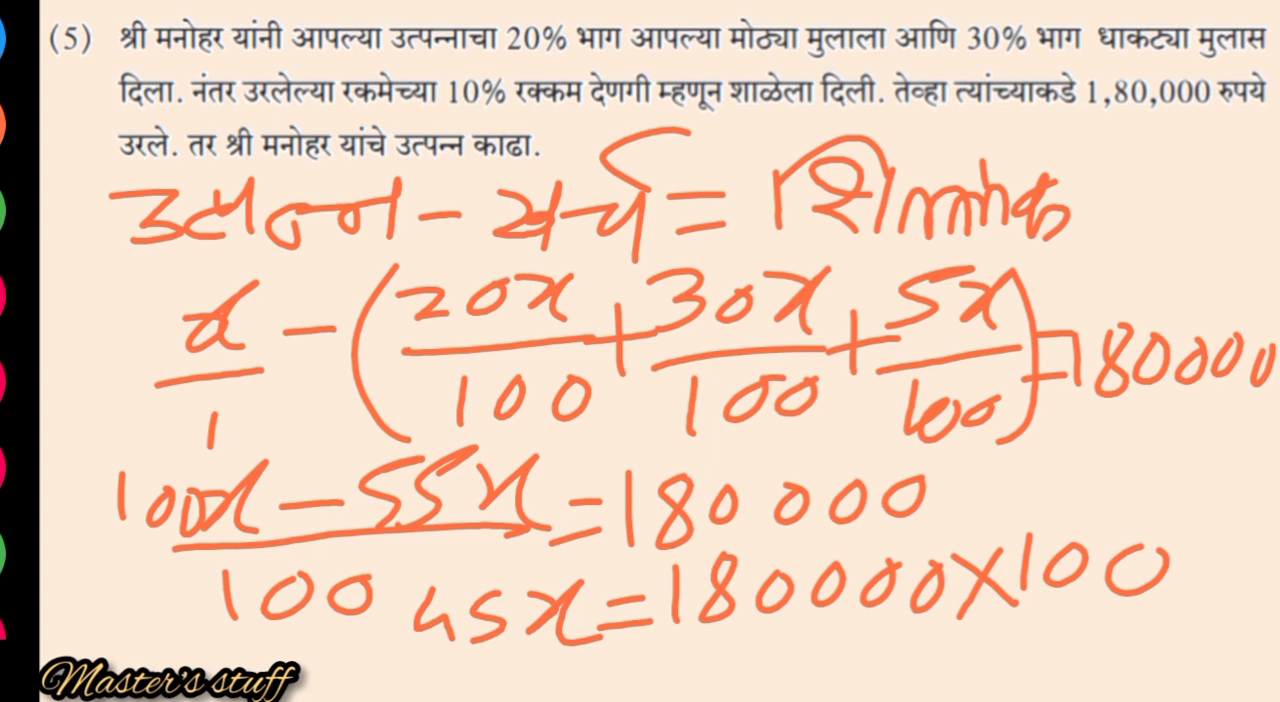 (5) श्री मनोहर यांनी आपल्या उत्पन्नाचा 20% भाग आपल्या मोठ्या मुलाला आणि 30% भाग धाकट्या मुलास
दिला. नंतर उरलेल्या रकमेच्या 10% रक्कम देणगी म्हणून शाळेला दिली. तेव्हा त्यांच्याकडे 1,80,000 रुपये
उरले. तर श्री मनोहर यांचे उत्पन्न काढा.
उत्पन्न - खर्च = शिल्लक
x/1 - (20x/100 + 30x/100 + 5x/100) = 180000
100x - 55x/100 = 180000
45x = 180000 × 100
Master's stuff